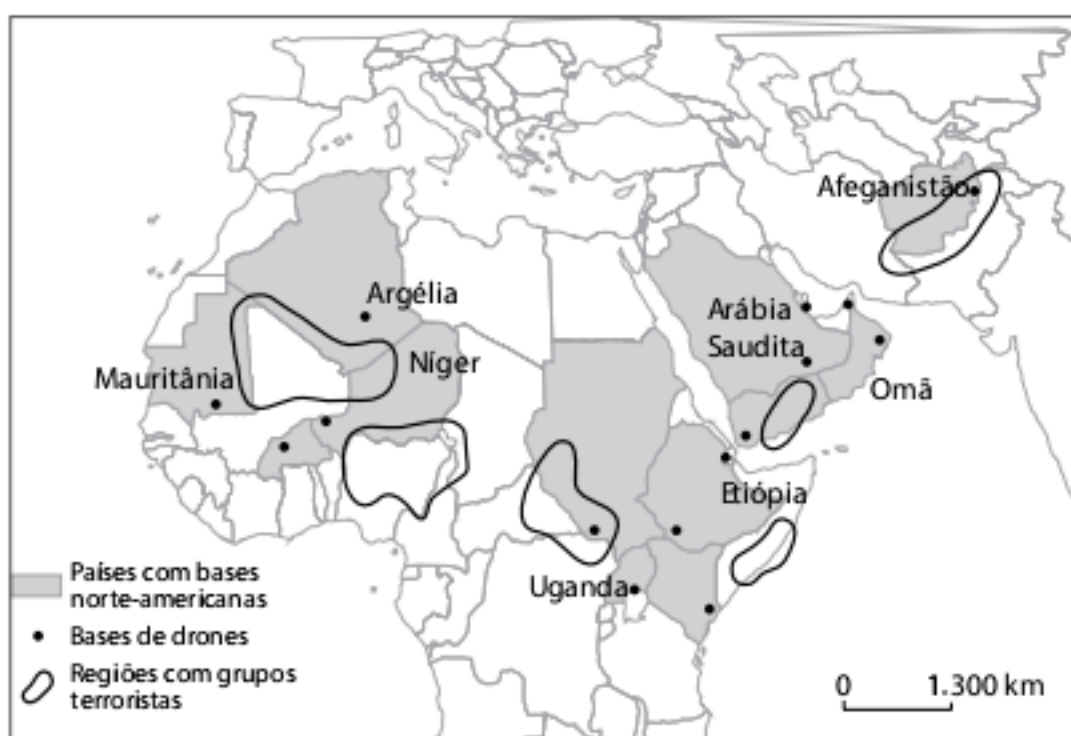 Afeganistão
Argélia
Arábia
Saudita
Níger
Mauritânia
Omã
Etiópia
Uganda
Países com bases
norte-americanas
Bases de drones
Regiões com grupos
terroristas
0 1.300 km